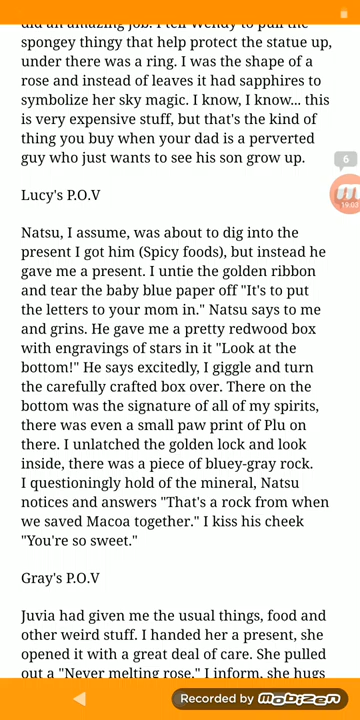 did an amazing job. I tell Wendy to pull the
spongey thingy that help protect the statue up,
under there was a ring. I was the shape of a
rose and instead of leaves it had sapphires to
symbolize her sky magic. I know, I know... this
is very expensive stuff, but that's the kind of
thing you buy when your dad is a perverted
guy who just wants to see his son grow up.
6
19:03
Lucy's P.O.V
Natsu, I assume, was about to dig into the
present I got him (Spicy foods), but instead he
gave me a present. I untie the golden ribbon
and tear the baby blue paper off "It's to put
the letters to your mom in." Natsu says to me
and grins. He gave me a pretty redwood box
with engravings of stars in it "Look at the
bottom!" He says excitedly, I giggle and turn
the carefully crafted box over. There on the
bottom was the signature of all of my spirits,
there was even a small paw print of Plu on
there. I unlatched the golden lock and look
inside, there was a piece of bluey-gray rock.
I questioningly hold of the mineral, Natsu
notices and answers "That's a rock from when
we saved Macoa together." I kiss his cheek
"You're so sweet."
Gray's P.O.V
Juvia had given me the usual things, food and
other weird stuff. I handed her a present, she
opened it with a great deal of care. She pulled
out a "Never melting rose." I inform, she hugs
Recorded by mobizen